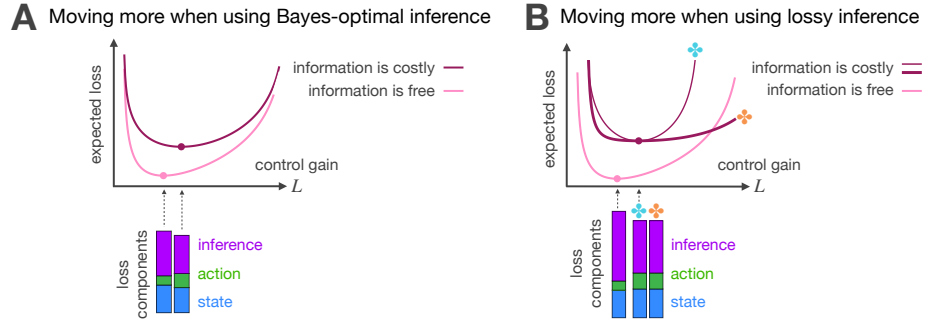 A Moving more when using Bayes-optimal inference
expected loss
information is costly
information is free
control gain
L
loss
components
inference
action
state
B Moving more when using lossy inference
expected loss
information is costly
information is free
control gain
L
loss
components
inference
action
state